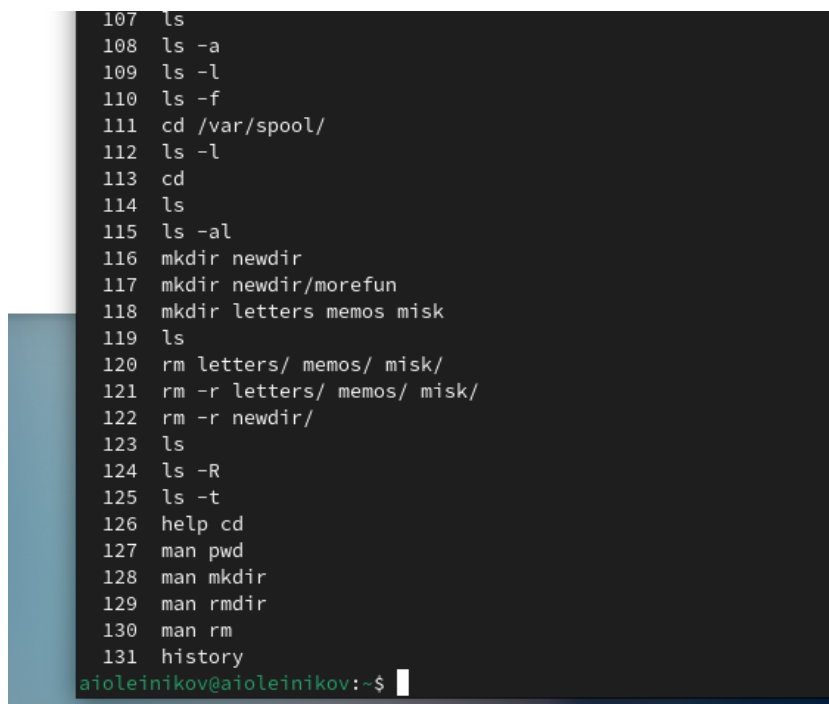 107 ls
108 ls -a
109 ls -l
110 ls -f
111 cd /var/spool/
112 ls -l
113 cd
114 ls
115 ls -al
116 mkdir newdir
117 mkdir newdir/morefun
118 mkdir letters memos misk
119 ls
120 rm letters/ memos/ misk/
121 rm -r letters/ memos/ misk/
122 rm -r newdir/
123 ls
124 ls -R
125 ls -t
126 help cd
127 man pwd
128 man mkdir
129 man rmdir
130 man rm
131 history
aioleinikov@aioleinikov:~$